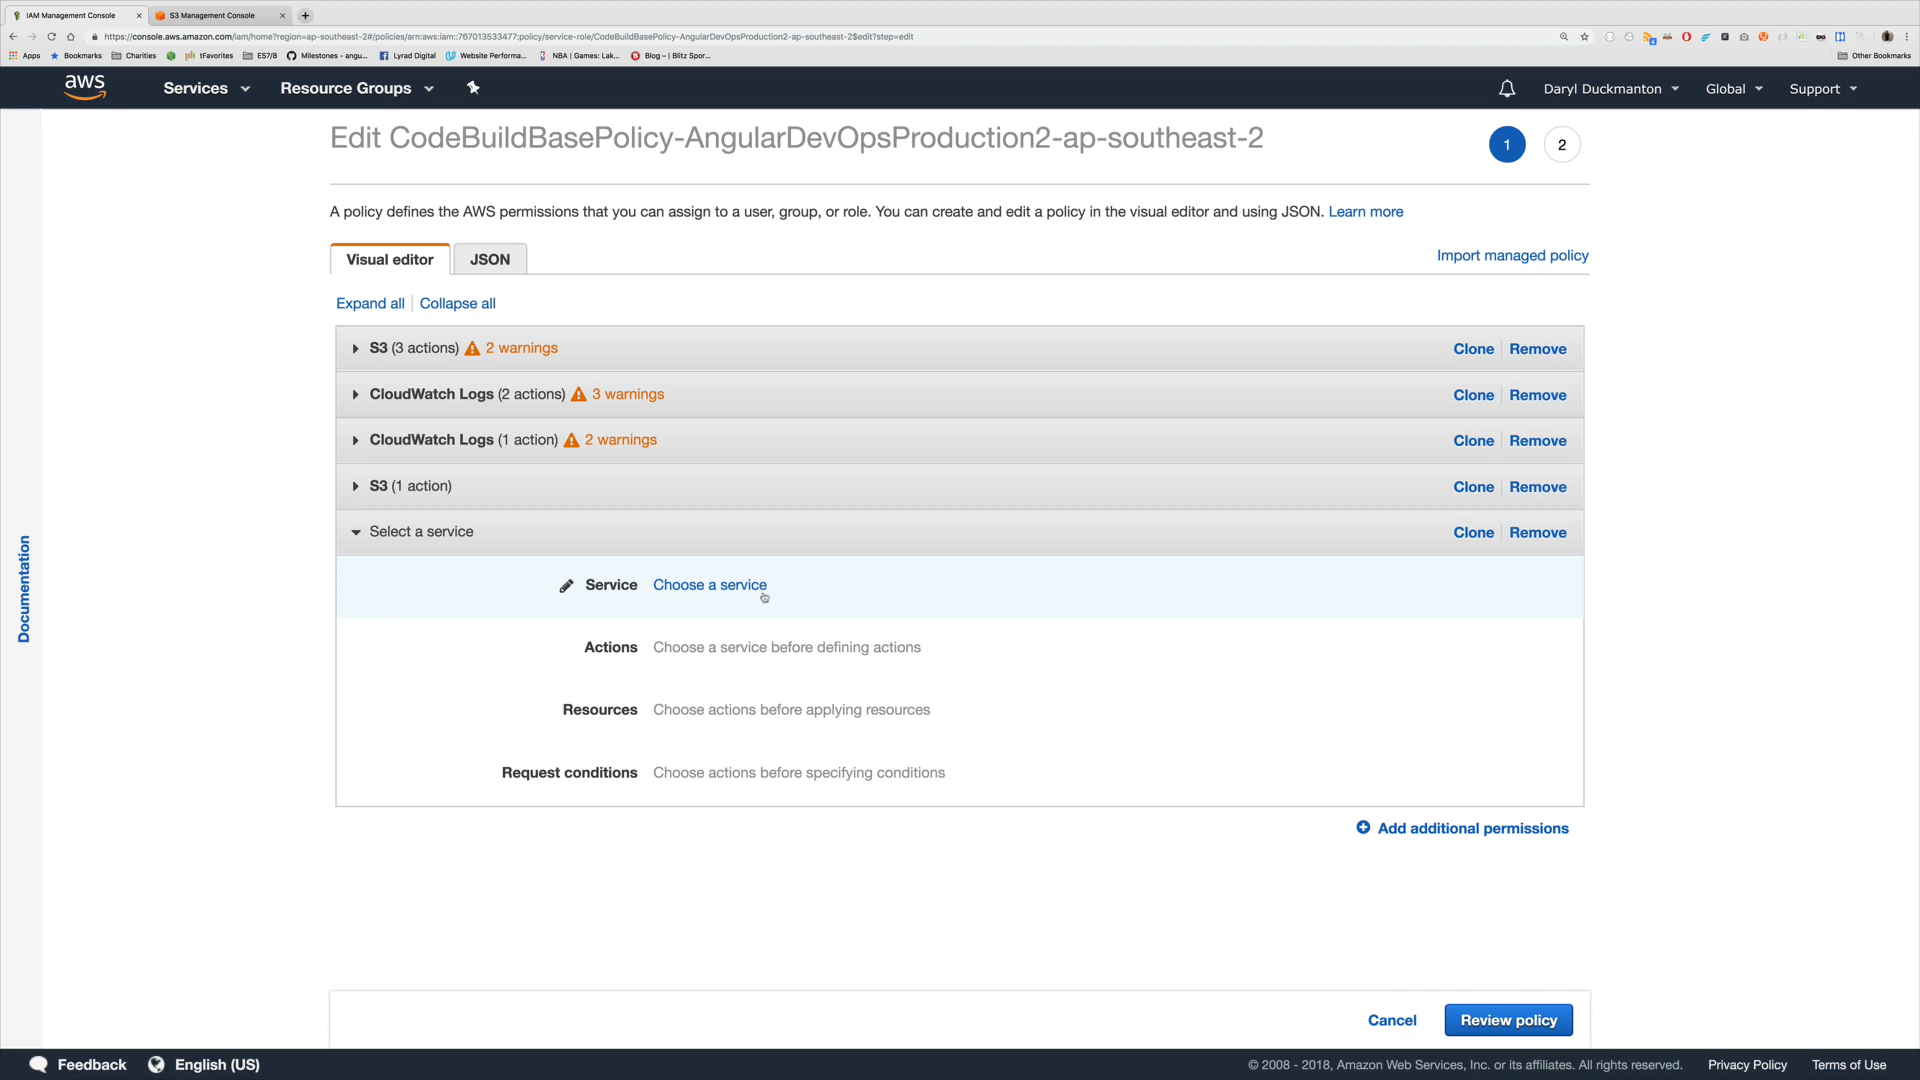 IAM Management Console
S3 Management Console
https://console.aws.amazon.com/iam/home?region=ap-southeast-2#/policies/arn:aws:iam::767013533477:policy/service-role/CodeBuildBasePolicy-AngularDevOpsProduction2-ap-southeast-2$edit?step=edit
Apps Bookmarks Charities tFavorites ES7/8 Milestones - angu... Lyrad Digital Website Performa... NBA | Games: Lak... Blog – | Blitz Spor... Other Bookmarks
aws Services Resource Groups Daryl Duckmanton Global Support
Edit CodeBuildBasePolicy-AngularDevOpsProduction2-ap-southeast-2
1 2
A policy defines the AWS permissions that you can assign to a user, group, or role. You can create and edit a policy in the visual editor and using JSON. Learn more
Visual editor JSON Import managed policy
Expand all Collapse all
S3 (3 actions) 2 warnings Clone Remove
CloudWatch Logs (2 actions) 3 warnings Clone Remove
CloudWatch Logs (1 action) 2 warnings Clone Remove
S3 (1 action) Clone Remove
Select a service Clone Remove
Service Choose a service
Actions Choose a service before defining actions
Resources Choose actions before applying resources
Request conditions Choose actions before specifying conditions
Add additional permissions
Documentation
Cancel Review policy
Feedback English (US) © 2008 - 2018, Amazon Web Services, Inc. or its affiliates. All rights reserved. Privacy Policy Terms of Use